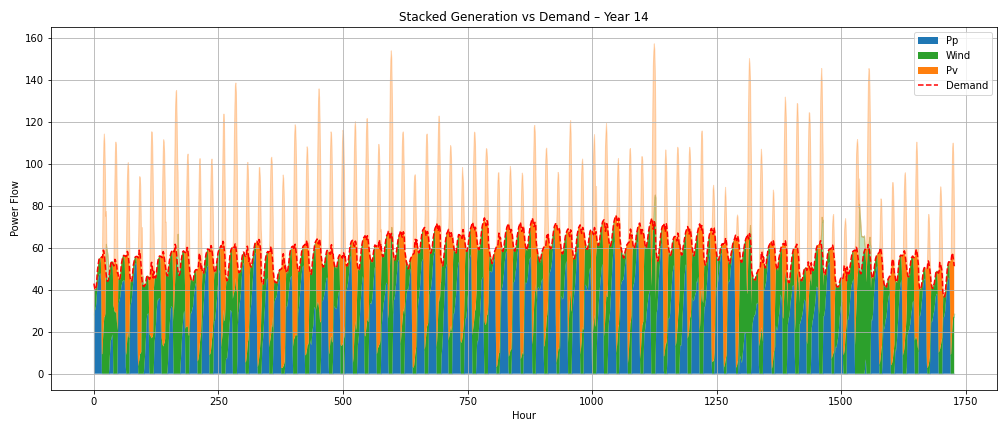 Stacked Generation vs Demand – Year 14
160
140
120
100
80
60
40
20
0
Power Flow
Pp
Wind
Pv
Demand
0
250
500
750
1000
1250
1500
1750
Hour